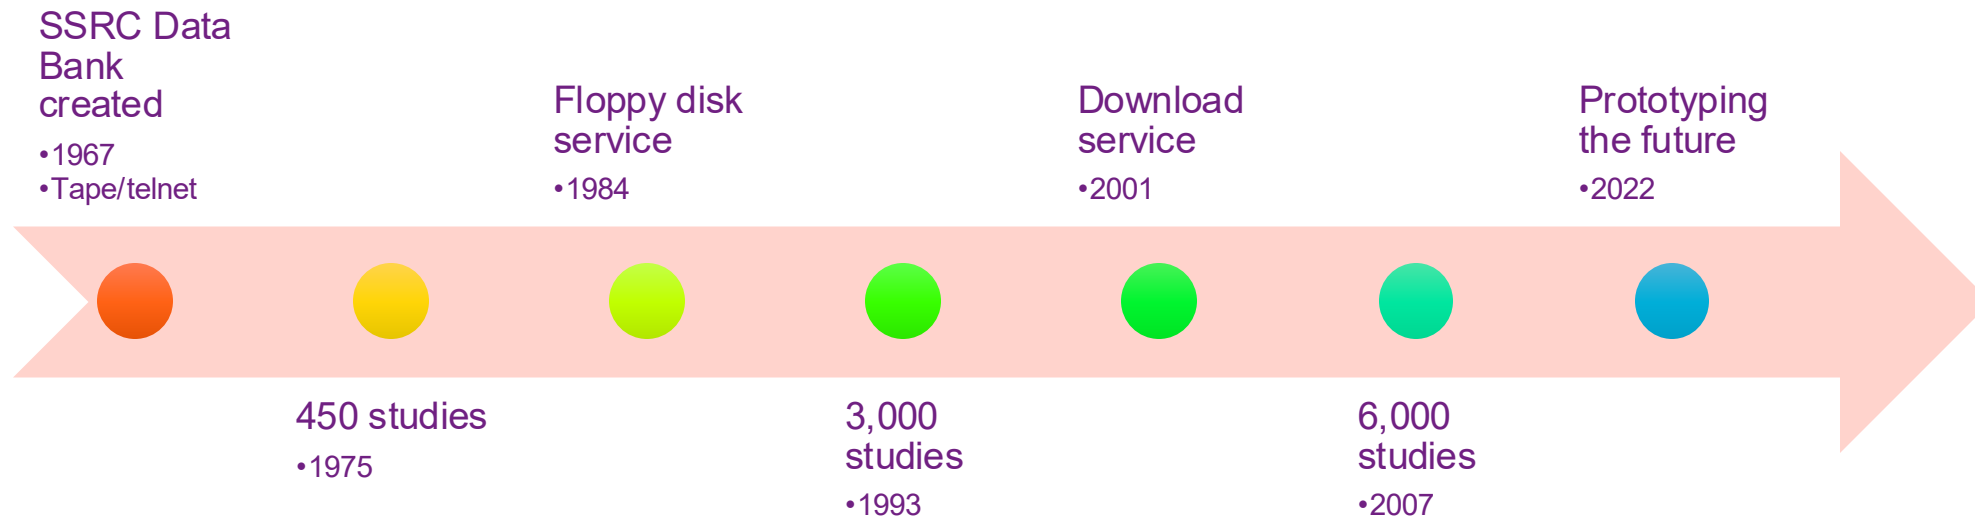 SSRC Data
Bank
created
•1967
•Tape/telnet
450 studies
•1975
Floppy disk
service
•1984
3,000
studies
•1993
Download
service
•2001
6,000
studies
•2007
Prototyping
the future
•2022